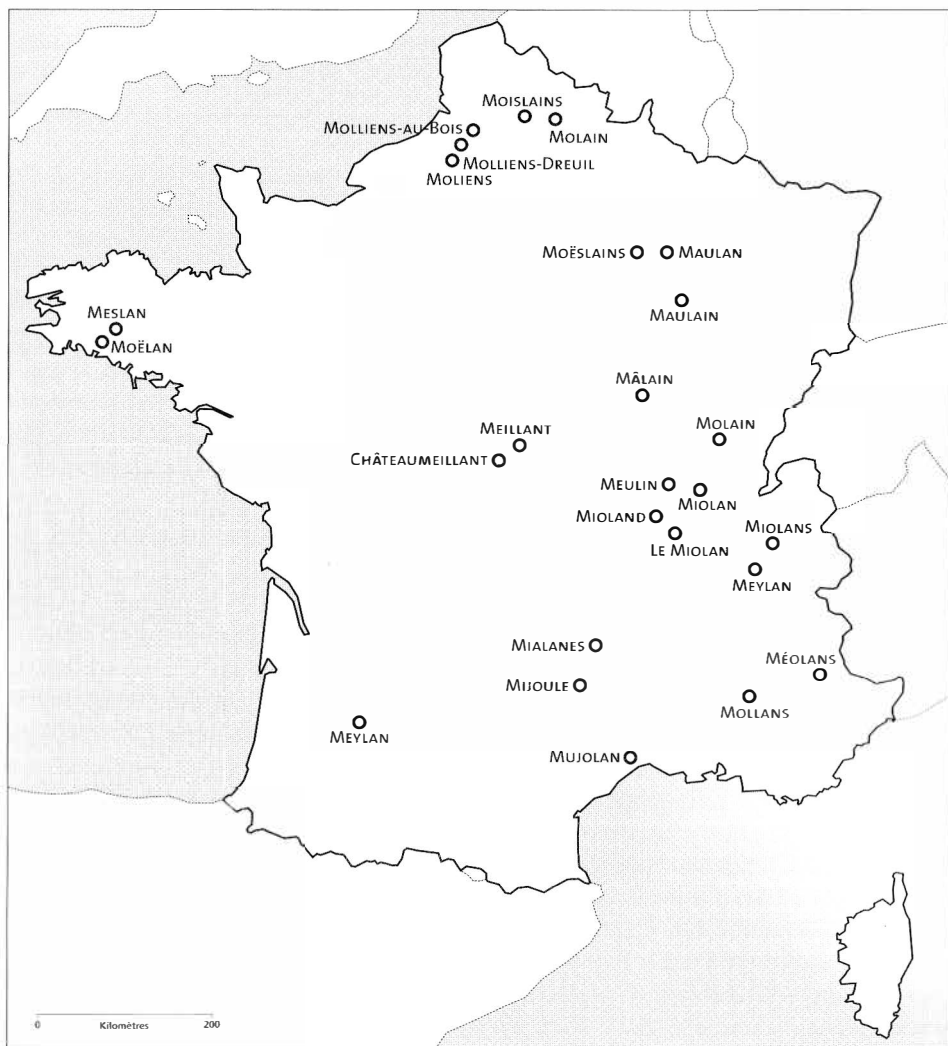 MOISLAINS
MOLLIENS-AU-BOIS
MOLAIN
MOLLIENS-DREUIL
MOLIENS
MOËSLAINS
MAULAN
MAULAIN
MESLAN
MOËLAN
MÂLAIN
MEILLANT
MOLAIN
CHÂTEAUMEILLANT
MEULIN
MIOLAN
MIOLAND
MIOLANS
LE MIOLAN
MEYLAN
MIALANES
MÉOLANS
MIJOULE
MOLLANS
MEYLAN
MUJOLAN
0 Kilomètres 200